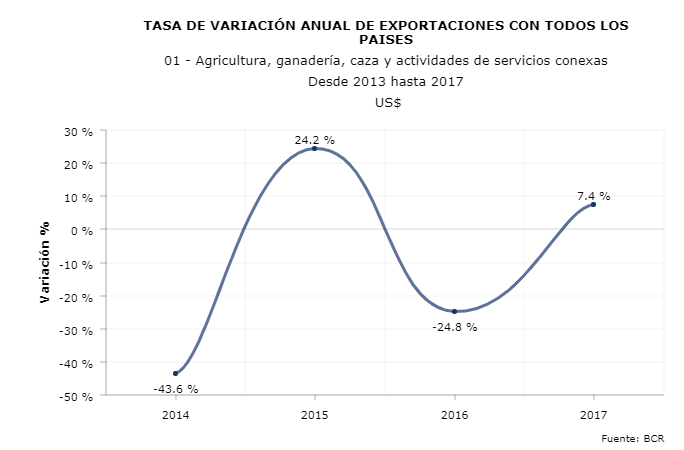 TASA DE VARIACIÓN ANUAL DE EXPORTACIONES CON TODOS LOS
PAISES
01 - Agricultura, ganadería, caza y actividades de servicios conexas
Desde 2013 hasta 2017
US$
30 %
20 %
10 %
0 %
-10 %
-20 %
-30 %
-40 %
-50 %
Variación %
24.2 %
7.4 %
-24.8 %
-43.6 %
2014
2015
2016
2017
Fuente: BCR